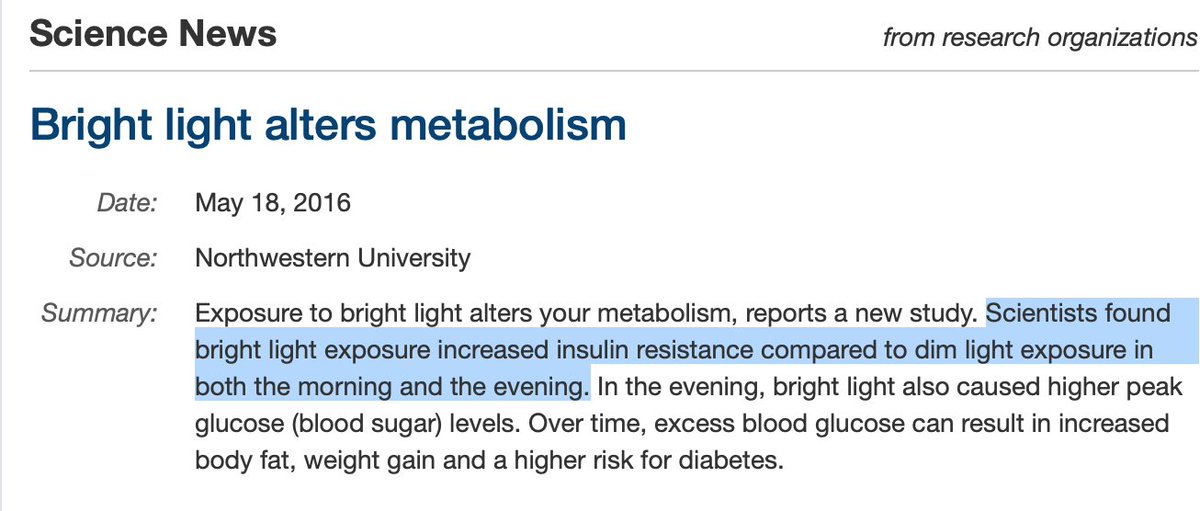 Science News
from research organizations
Bright light alters metabolism
Date: May 18, 2016
Source: Northwestern University
Summary: Exposure to bright light alters your metabolism, reports a new study. Scientists found
bright light exposure increased insulin resistance compared to dim light exposure in
both the morning and the evening. In the evening, bright light also caused higher peak
glucose (blood sugar) levels. Over time, excess blood glucose can result in increased
body fat, weight gain and a higher risk for diabetes.